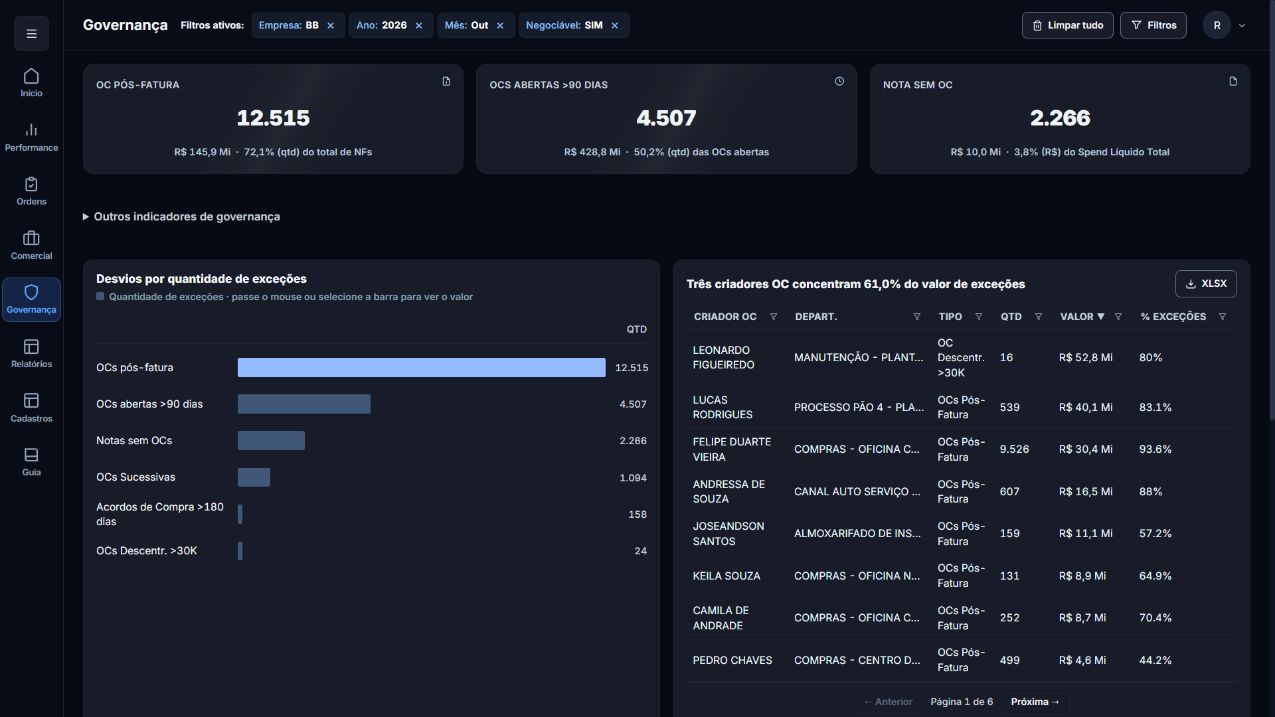 Governança Filtros ativos: Empresa: BB × Ano: 2026 × Mês: Out × Negociável: SIM × Limpar tudo Filtros R
Início
Performance
Ordens
Comercial
Governança
Relatórios
Cadastros
Guia
OC PÓS-FATURA
12.515
R$ 145,9 Mi · 72,1% (qtd) do total de NFs
OCS ABERTAS >90 DIAS
4.507
R$ 428,8 Mi · 50,2% (qtd) das OCs abertas
NOTA SEM OC
2.266
R$ 10,0 Mi · 3,8% (R$) do Spend Líquido Total
▶ Outros indicadores de governança
Desvios por quantidade de exceções
Quantidade de exceções · passe o mouse ou selecione a barra para ver o valor
QTD
OCs pós-fatura 12.515
OCs abertas >90 dias 4.507
Notas sem OCs 2.266
OCs Sucessivas 1.094
Acordos de Compra >180
dias
158
OCs Descentr. >30K 24
Três criadores OC concentram 61,0% do valor de exceções XLSX
CRIADOR OC DEPART. TIPO QTD VALOR ▼ % EXCEÇÕES
LEONARDO
FIGUEIREDO
MANUTENÇÃO - PLANT...
OC
Descentr.
>30K
16 R$ 52,8 Mi 80%
LUCAS
RODRIGUES
PROCESSO PÃO 4 - PLA...
OCs Pós-
Fatura
539 R$ 40,1 Mi 83.1%
FELIPE DUARTE
VIEIRA
COMPRAS - OFICINA C...
OCs Pós-
Fatura
9.526 R$ 30,4 Mi 93.6%
ANDRESSA DE
SOUZA
CANAL AUTO SERVIÇO ...
OCs Pós-
Fatura
607 R$ 16,5 Mi 88%
JOSEANDSON
SANTOS
ALMOXARIFADO DE INS...
OCs Pós-
Fatura
159 R$ 11,1 Mi 57.2%
KEILA SOUZA
COMPRAS - OFICINA N...
OCs Pós-
Fatura
131 R$ 8,9 Mi 64.9%
CAMILA DE
ANDRADE
COMPRAS - OFICINA C...
OCs Pós-
Fatura
252 R$ 8,7 Mi 70.4%
PEDRO CHAVES
COMPRAS - CENTRO D...
OCs Pós-
Fatura
499 R$ 4,6 Mi 44.2%
← Anterior Página 1 de 6 Próxima →